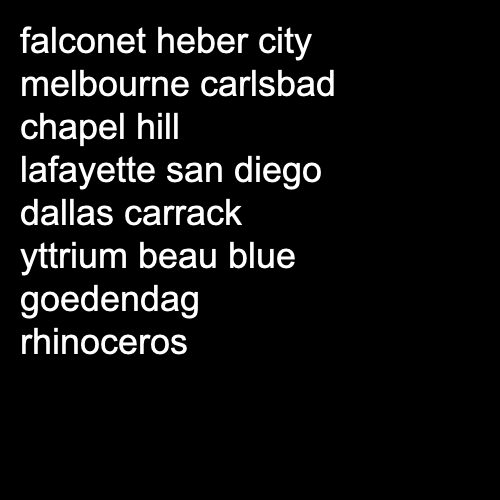 falconet heber city
melbourne carlsbad
chapel hill
lafayette san diego
dallas carrack
yttrium beau blue
goedendag
rhinoceros